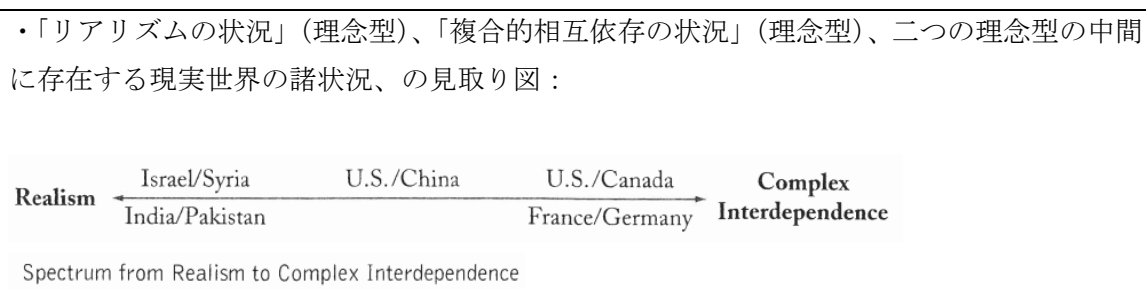 ・「リアリズムの状況」(理念型)、「複合的相互依存の状況」(理念型)、二つの理念型の中間
に存在する現実世界の諸状況、の見取り図:
Israel/Syria U.S./China U.S./Canada
Realism
Complex
Interdependence
India/Pakistan France/Germany
Spectrum from Realism to Complex Interdependence